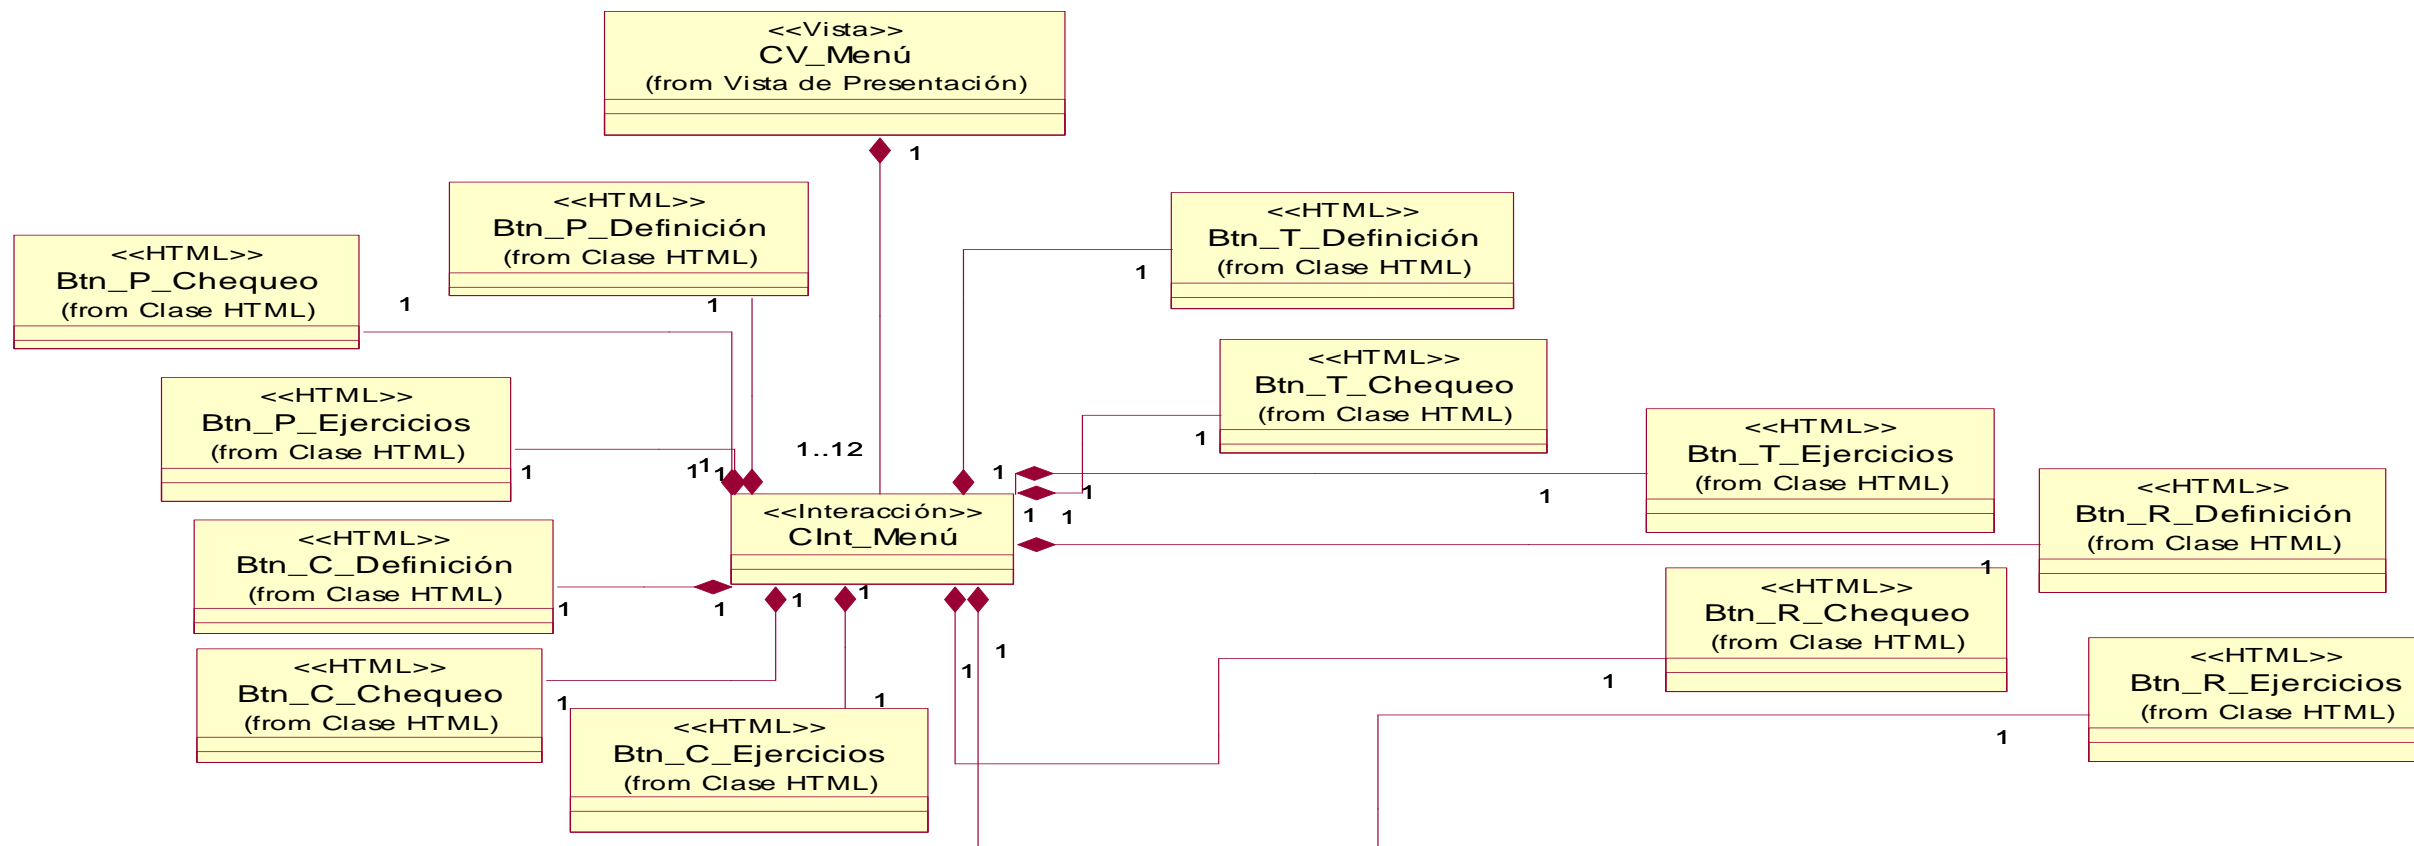 <<Vista>>
CV_Menú
(from Vista de Presentación)
1
<<HTML>>
Btn_P_Definición
(from Clase HTML)
1
<<HTML>>
Btn_T_Definición
(from Clase HTML)
1
<<HTML>>
Btn_P_Chequeo
(from Clase HTML)
1
<<HTML>>
Btn_T_Chequeo
(from Clase HTML)
1
<<HTML>>
Btn_P_Ejercicios
(from Clase HTML)
1
1..12
1
1
1
<<HTML>>
Btn_T_Ejercicios
(from Clase HTML)
1
1
1
1
1
<<Interacción>>
CInt_Menú
<<HTML>>
Btn_R_Definición
(from Clase HTML)
1
<<HTML>>
Btn_C_Definición
(from Clase HTML)
1
1
1
1
<<HTML>>
Btn_R_Chequeo
(from Clase HTML)
1
1
1
<<HTML>>
Btn_C_Chequeo
(from Clase HTML)
1
<<HTML>>
Btn_R_Ejercicios
(from Clase HTML)
1
1
<<HTML>>
Btn_C_Ejercicios
(from Clase HTML)